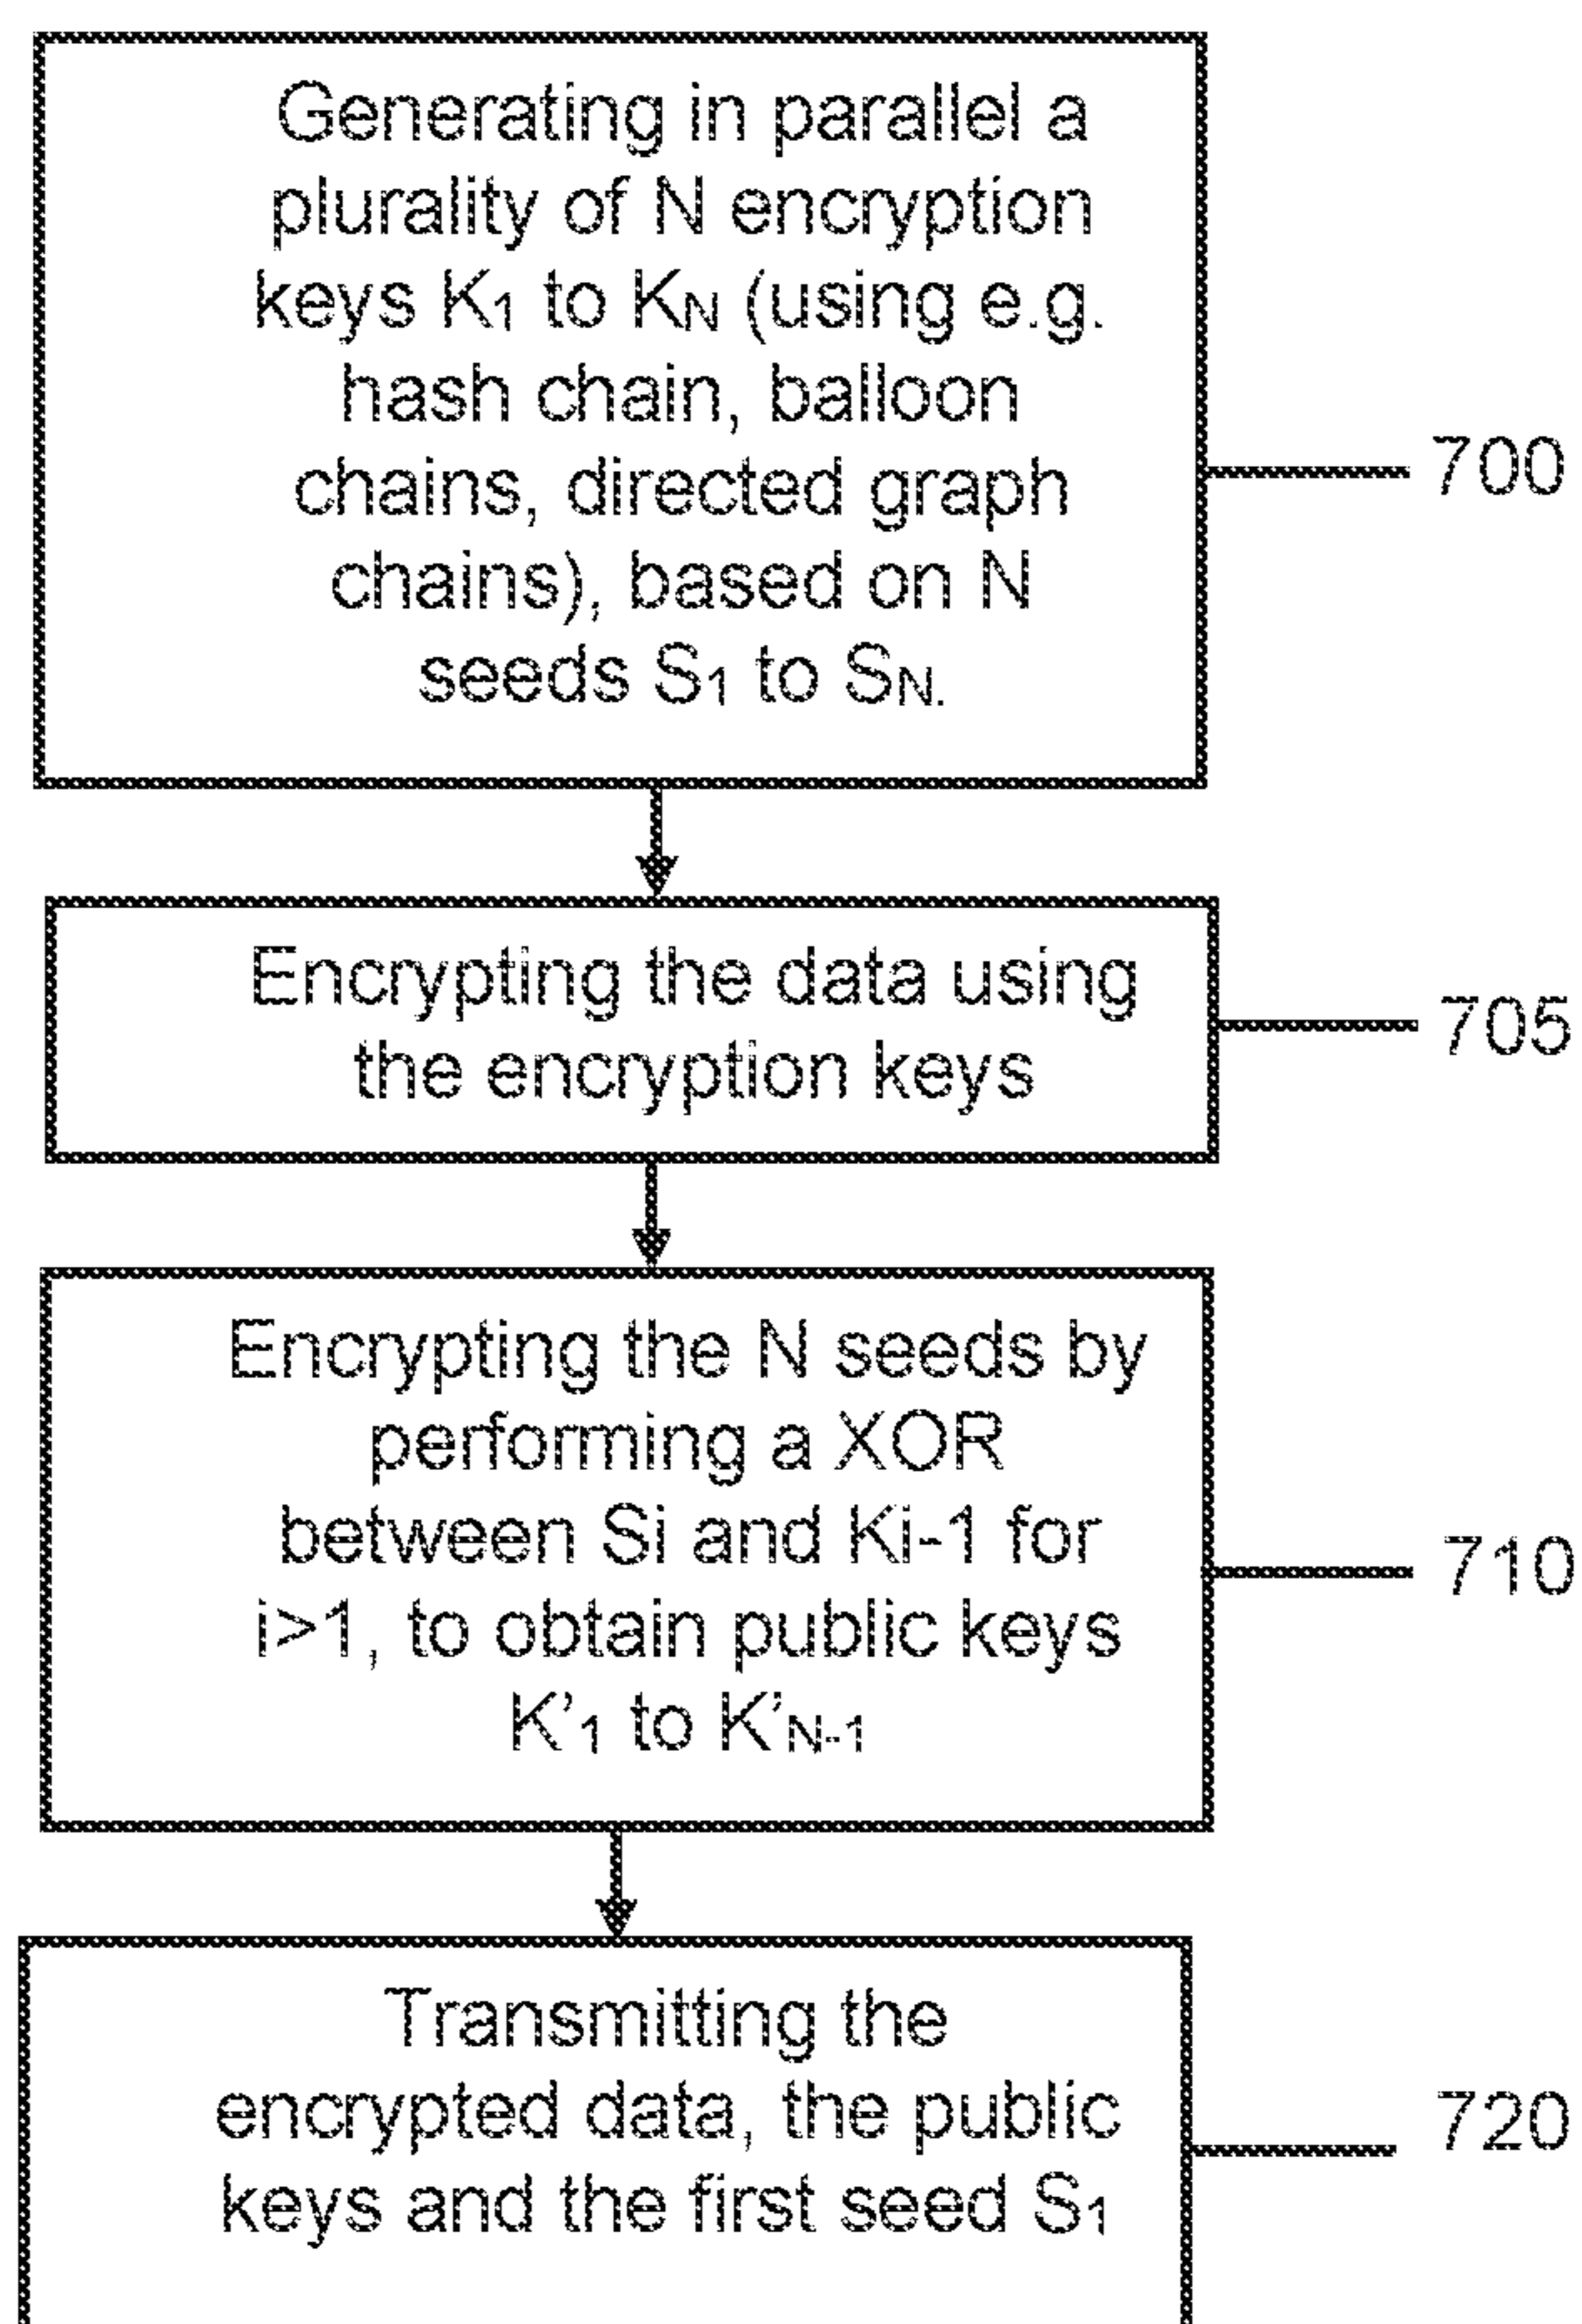 Generating in parallel a
plurality of N encryption
keys K₁ to Kɴ (using e.g.
hash chain, balloon
chains, directed graph
chains), based on N
seeds S₁ to Sɴ.
700
Encrypting the data using
the encryption keys
705
Encrypting the N seeds by
performing a XOR
between Si and Ki-1 for
i>1, to obtain public keys
K'₁ to K'ɴ-₁
710
Transmitting the
encrypted data, the public
keys and the first seed S₁
720